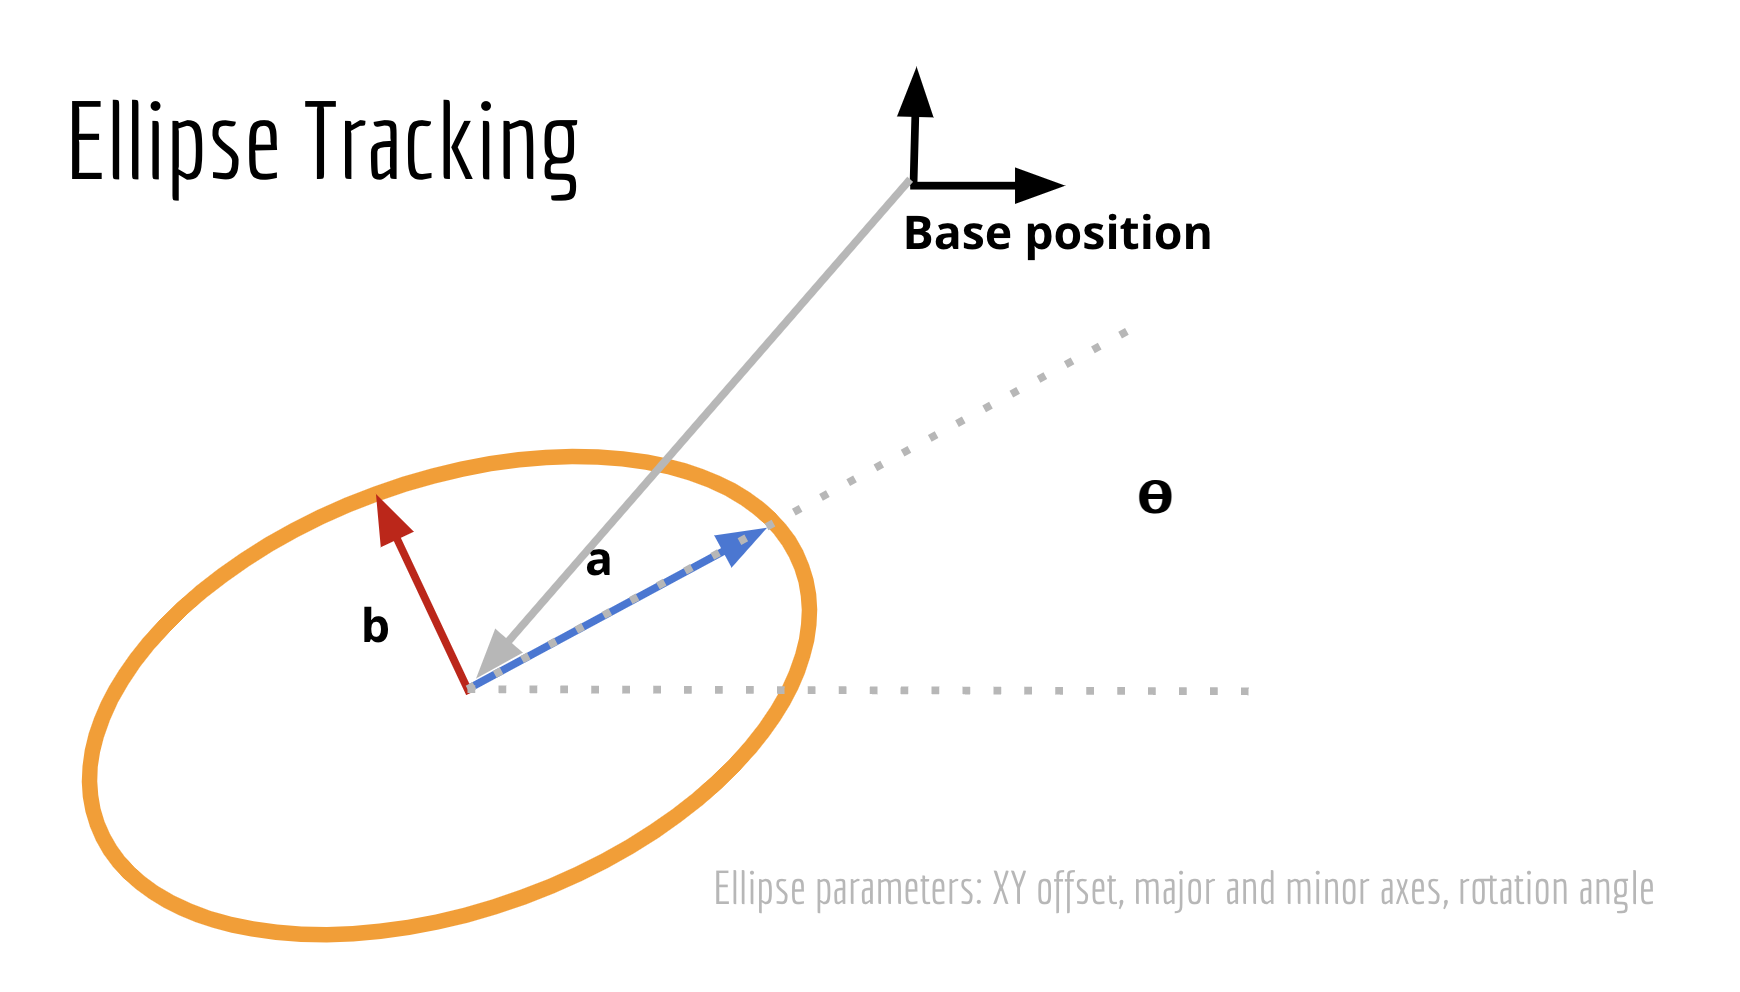 Ellipse Tracking
Base position
Ө
a
b
Ellipse parameters: XY offset, major and minor axes, rotation angle